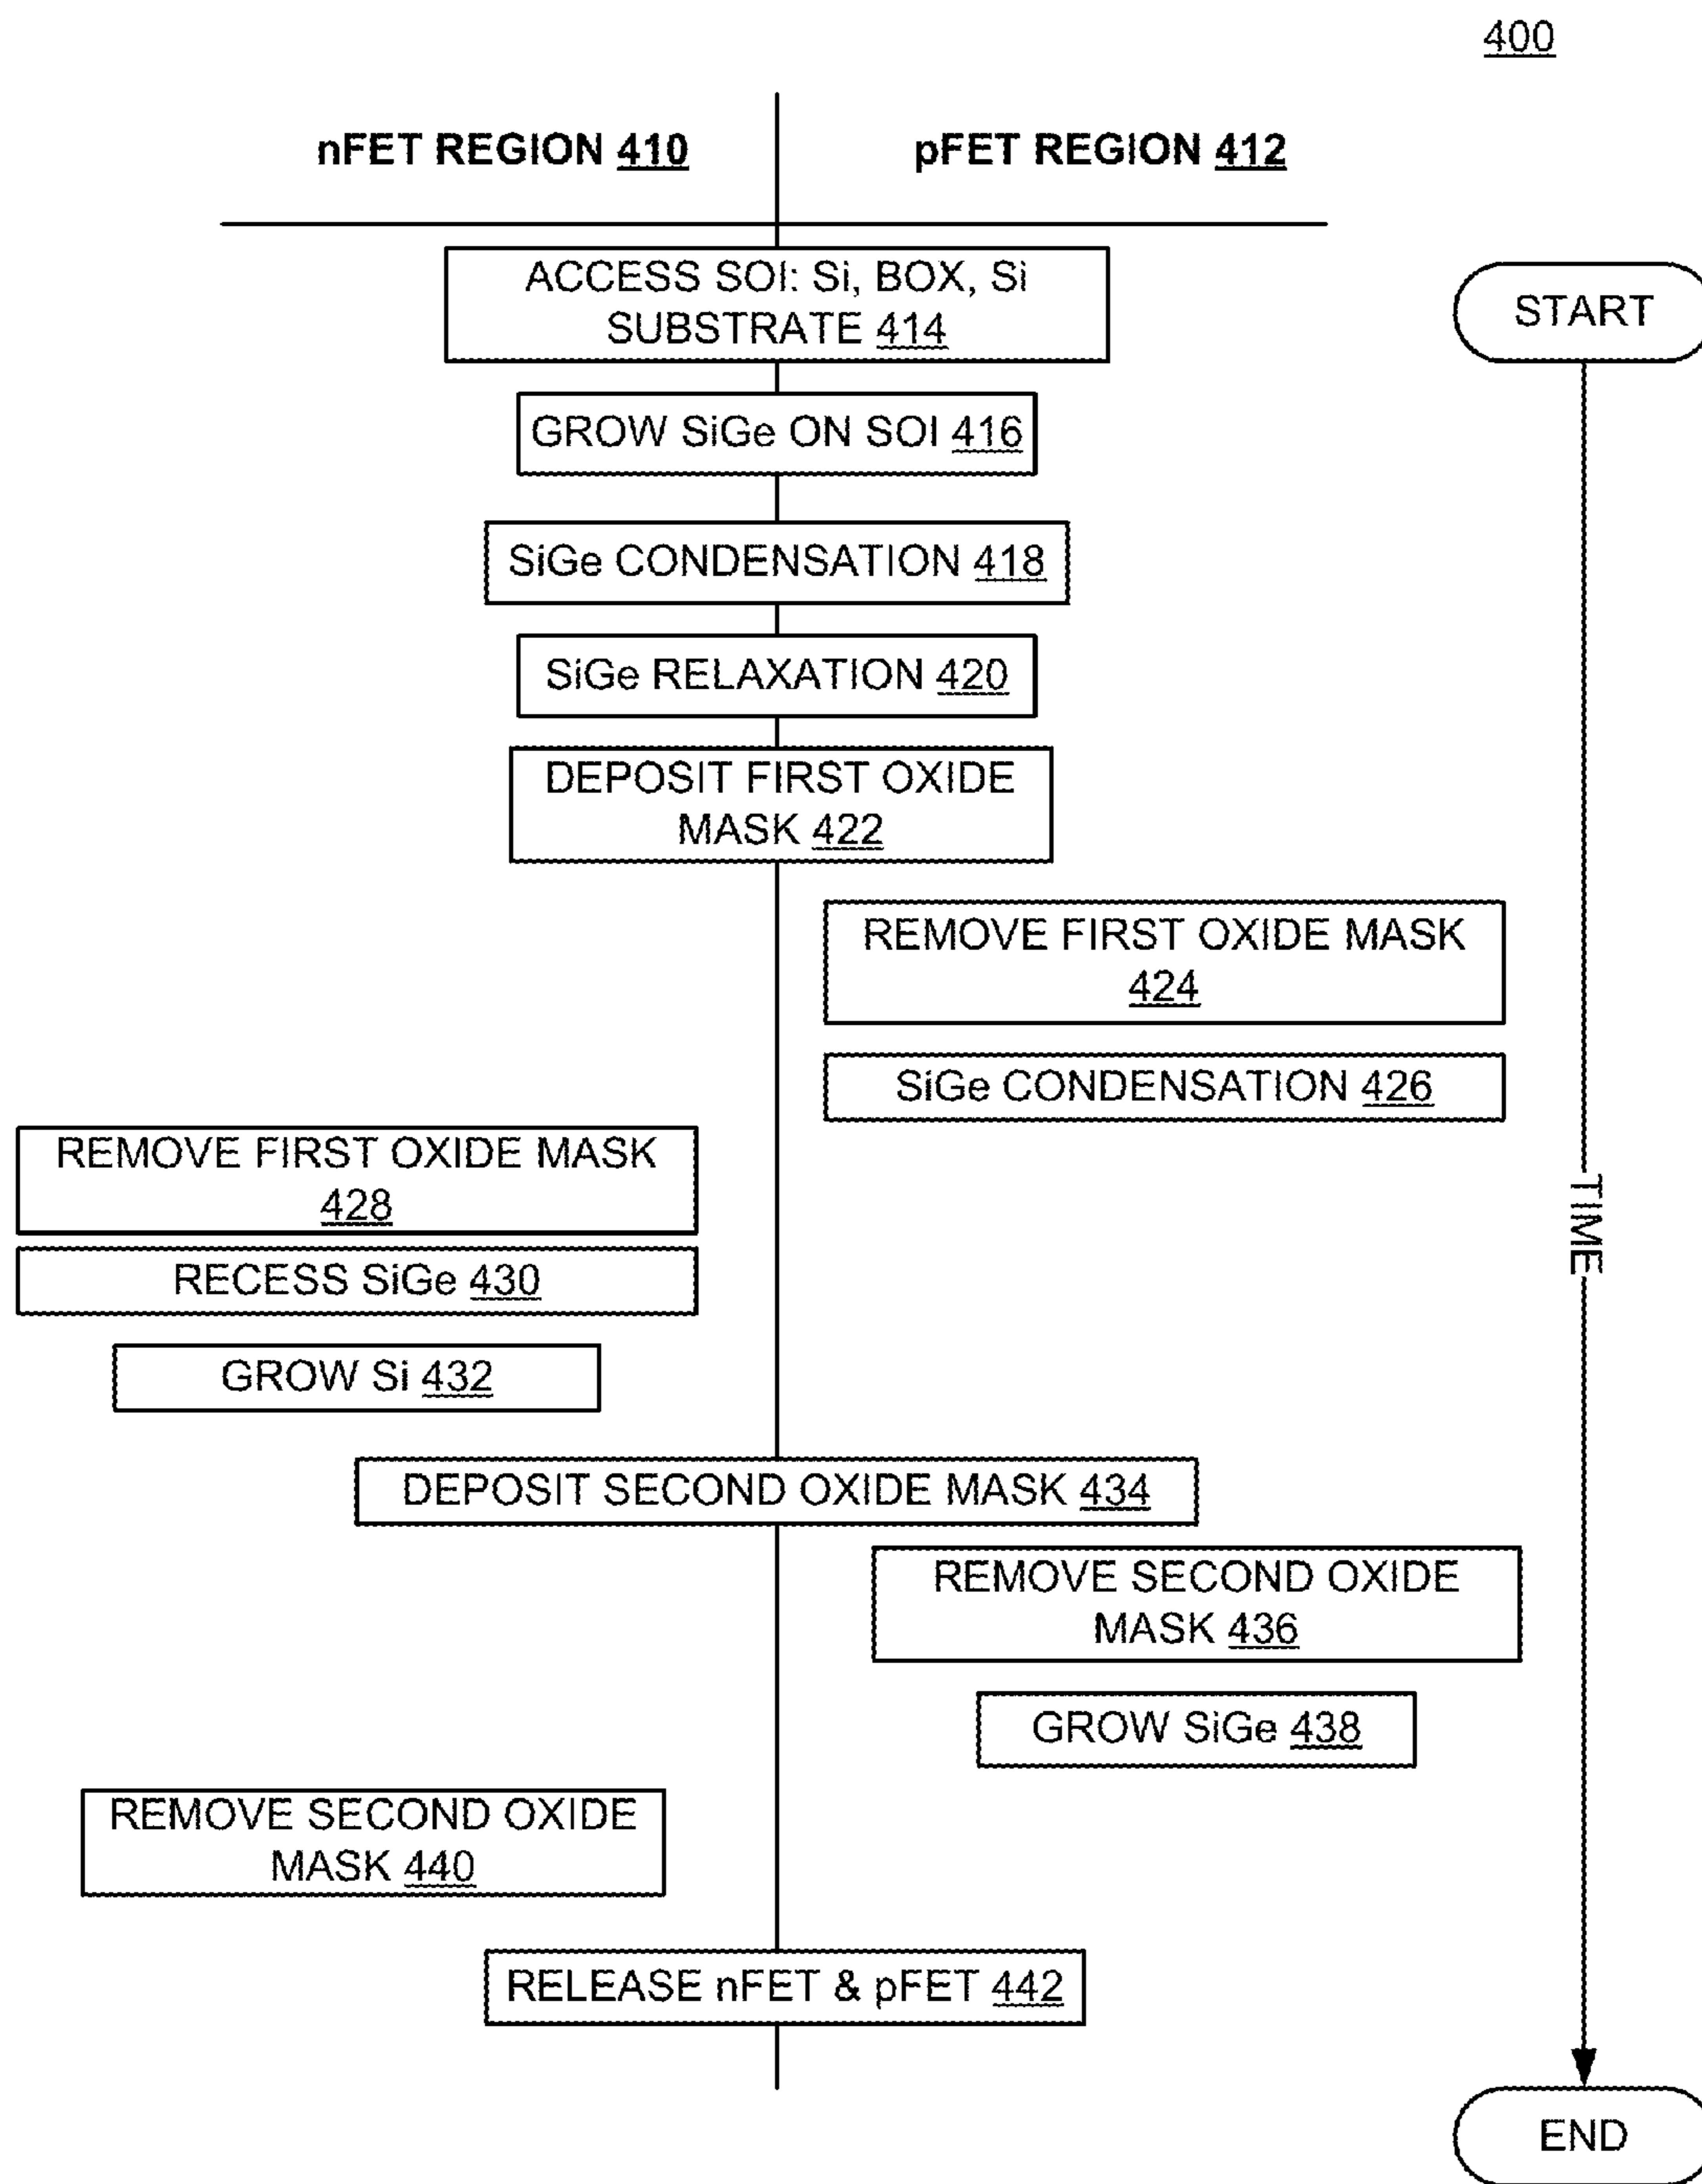 400
nFET REGION 410
pFET REGION 412
ACCESS SOI: Si, BOX, Si
SUBSTRATE 414
START
GROW SiGe ON SOI 416
SiGe CONDENSATION 418
SiGe RELAXATION 420
DEPOSIT FIRST OXIDE
MASK 422
REMOVE FIRST OXIDE MASK
424
SiGe CONDENSATION 426
REMOVE FIRST OXIDE MASK
428
TIME
RECESS SiGe 430
GROW Si 432
DEPOSIT SECOND OXIDE MASK 434
REMOVE SECOND OXIDE
MASK 436
GROW SiGe 438
REMOVE SECOND OXIDE
MASK 440
RELEASE nFET & pFET 442
END